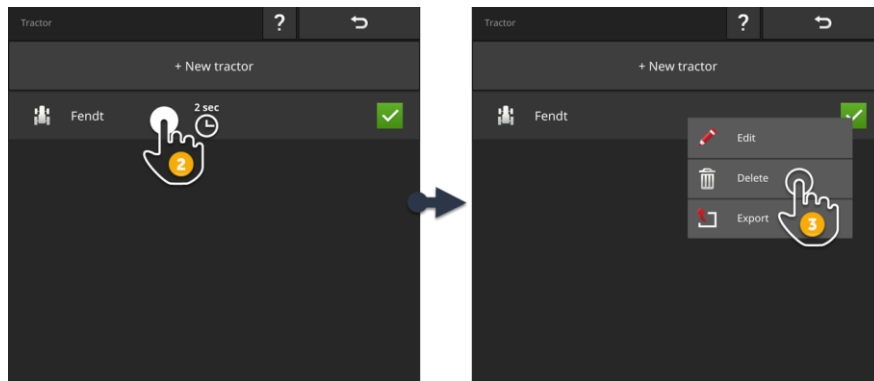 Tractor
?
+ New tractor
Fendt
2 sec
2
Tractor
?
+ New tractor
Fendt
Edit
Delete
Export
3